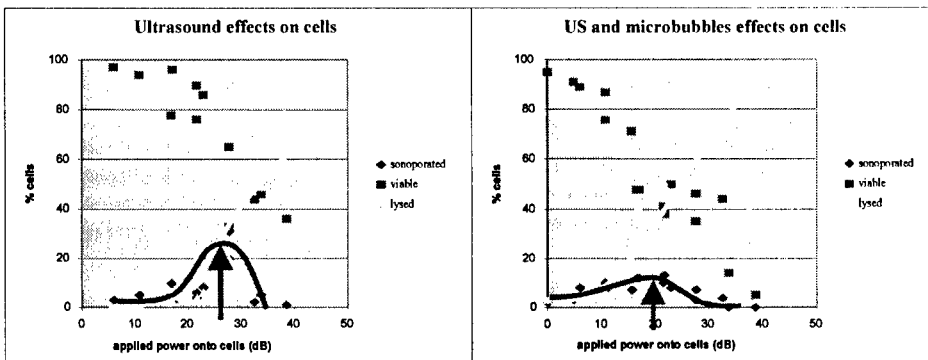 Ultrasound effects on cells
100
80
60
40
20
0
% cells
0 10 20 30 40 50
applied power onto cells (dB)
sonoporated
viable
lysed
US and microbubbles effects on cells
100
80
60
40
20
0
% cells
0 10 20 30 40 50
applied power onto cells (dB)
sonoporated
viable
lysed